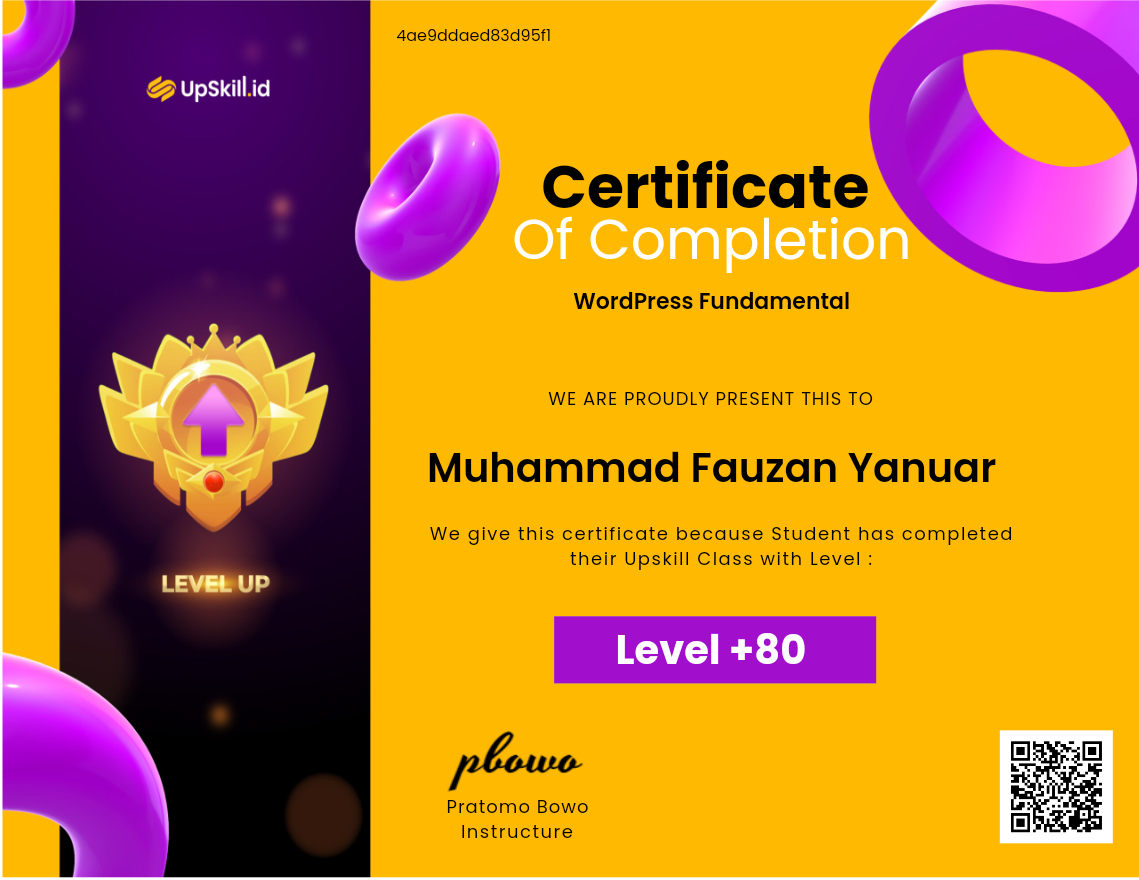 4ae9ddaed83d95f1
UpSkill.id
Certificate
Of Completion
WordPress Fundamental
WE ARE PROUDLY PRESENT THIS TO
Muhammad Fauzan Yanuar
We give this certificate because Student has completed
their Upskill Class with Level :
LEVEL UP
Level +80
pbowo
Pratomo Bowo
Instructure